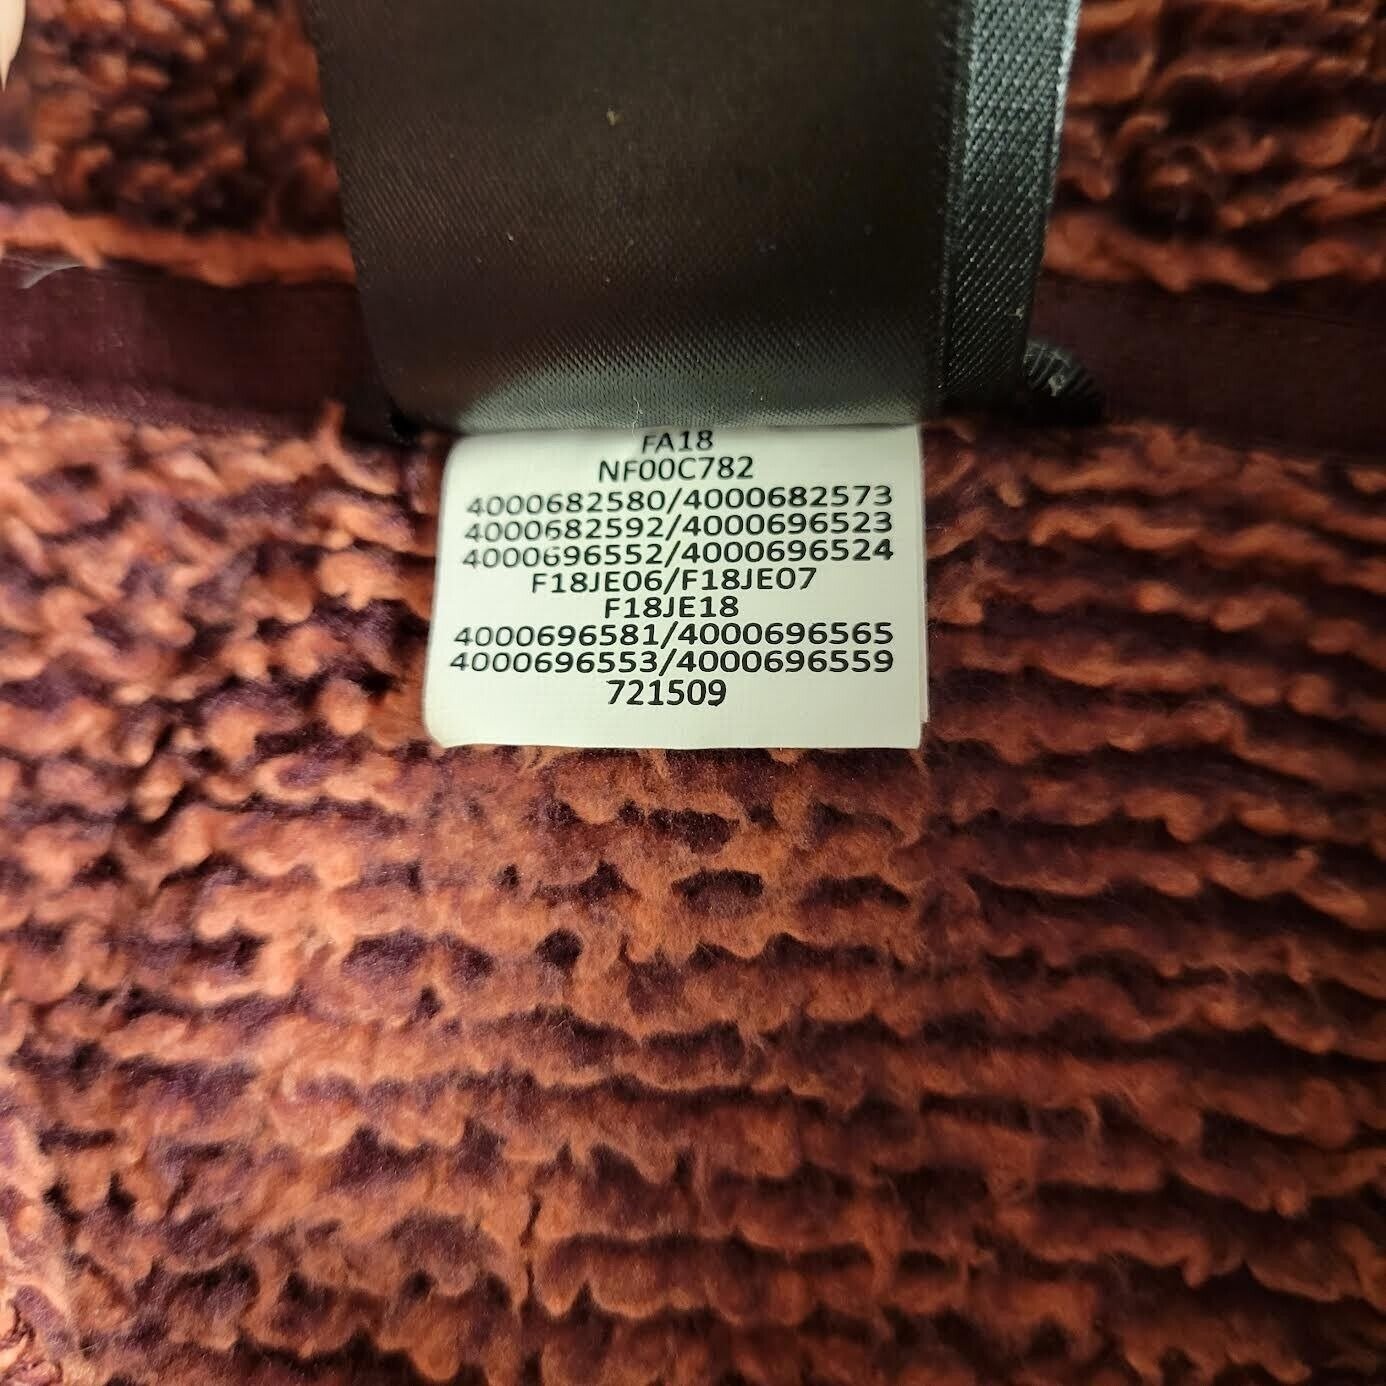 FA18
NF00C782
4000682580/4000682573
4000682592/4000696523
4000696552/4000696524
F18JE06/F18JE07
F18JE18
4000696581/4000696565
4000696553/4000696559
721509